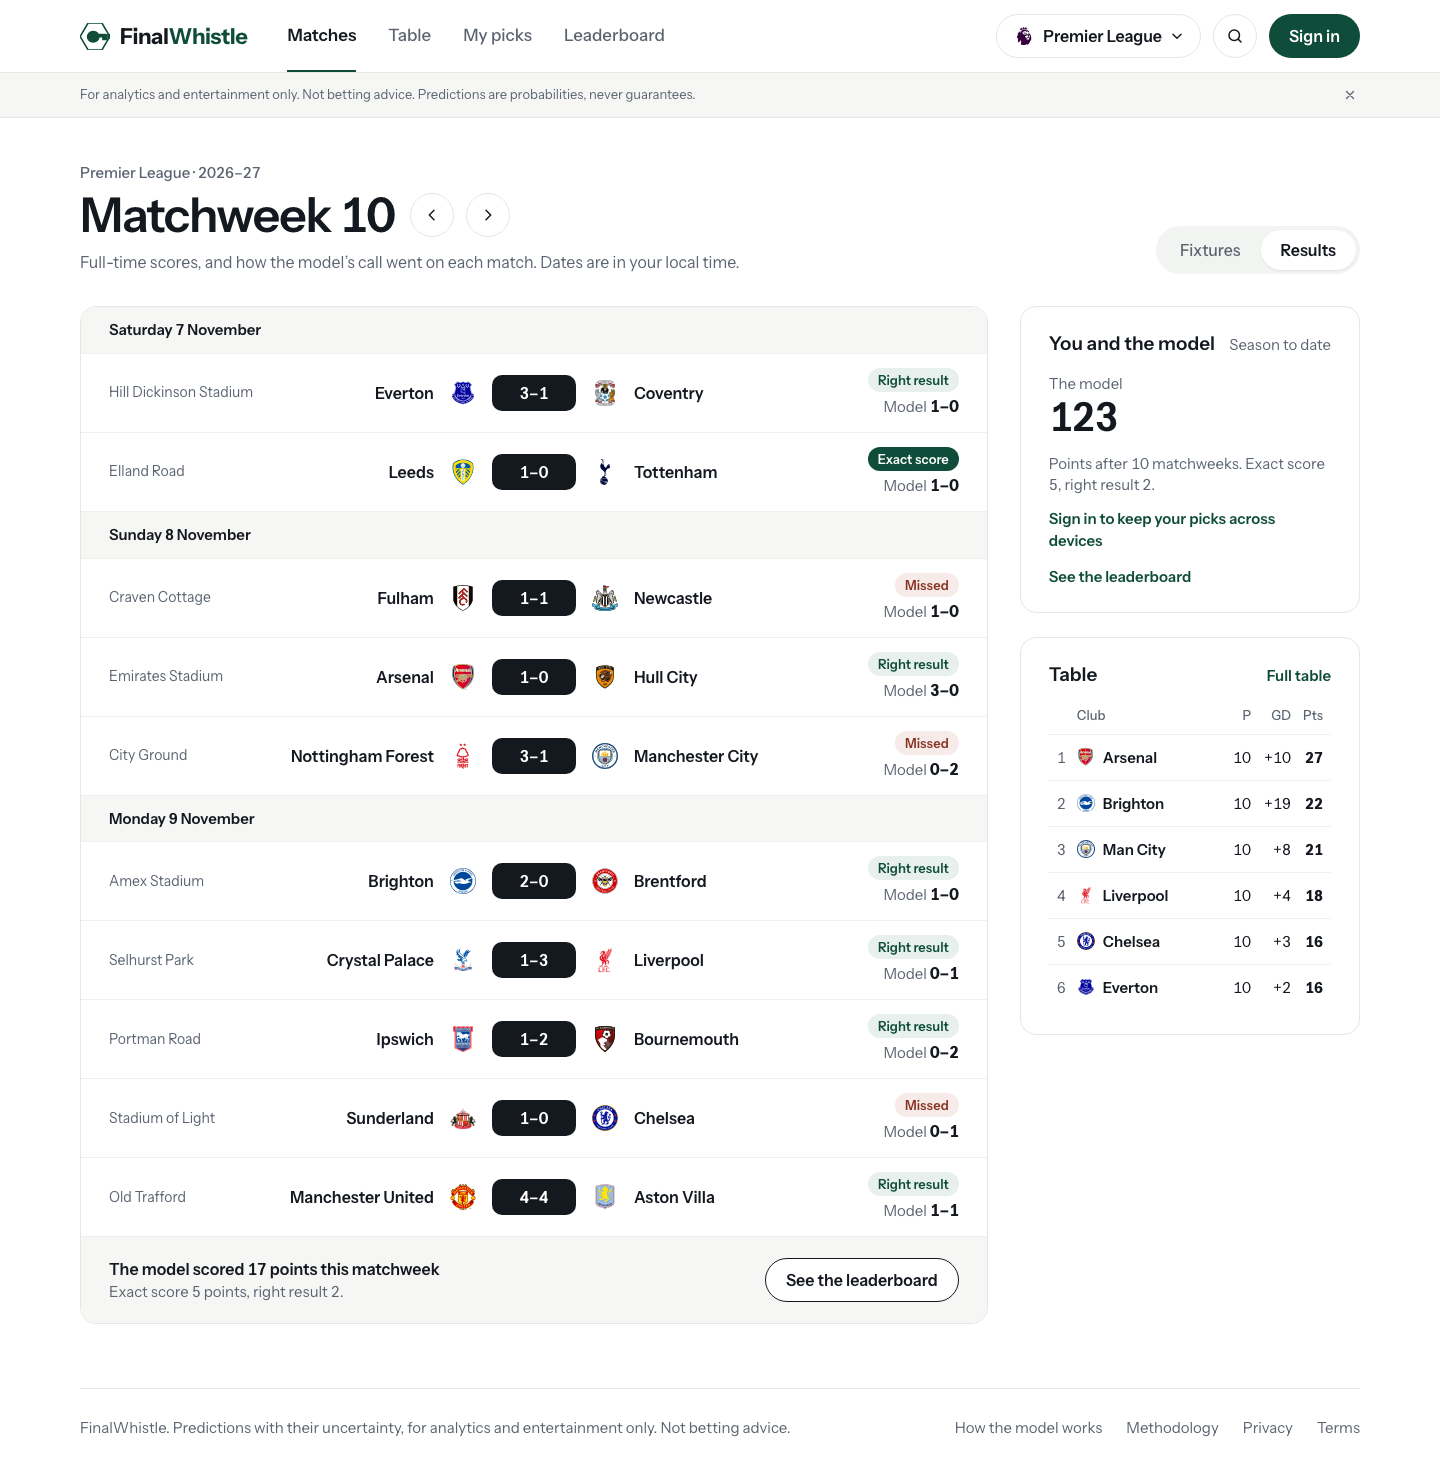 FinalWhistle
Matches
Table
My picks
Leaderboard
Premier League
Sign in
For analytics and entertainment only. Not betting advice. Predictions are probabilities, never guarantees.
Premier League · 2026–27
Matchweek 10
Full-time scores, and how the model's call went on each match. Dates are in your local time.
Fixtures
Results
Saturday 7 November
Hill Dickinson Stadium Everton 3–1 Coventry Right result
Model 1–0
Elland Road Leeds 1–0 Tottenham Exact score
Model 1–0
Sunday 8 November
Craven Cottage Fulham 1–1 Newcastle Missed
Model 1–0
Emirates Stadium Arsenal 1–0 Hull City Right result
Model 3–0
City Ground Nottingham Forest 3–1 Manchester City Missed
Model 0–2
Monday 9 November
Amex Stadium Brighton 2–0 Brentford Right result
Model 1–0
Selhurst Park Crystal Palace 1–3 Liverpool Right result
Model 0–1
Portman Road Ipswich 1–2 Bournemouth Right result
Model 0–2
Stadium of Light Sunderland 1–0 Chelsea Missed
Model 0–1
Old Trafford Manchester United 4–4 Aston Villa Right result
Model 1–1
The model scored 17 points this matchweek
Exact score 5 points, right result 2.
See the leaderboard
You and the model Season to date
The model
123
Points after 10 matchweeks. Exact score
5, right result 2.
Sign in to keep your picks across
devices
See the leaderboard
Table Full table
Club P GD Pts
1 Arsenal 10 +10 27
2 Brighton 10 +19 22
3 Man City 10 +8 21
4 Liverpool 10 +4 18
5 Chelsea 10 +3 16
6 Everton 10 +2 16
FinalWhistle. Predictions with their uncertainty, for analytics and entertainment only. Not betting advice.
How the model works
Methodology
Privacy
Terms